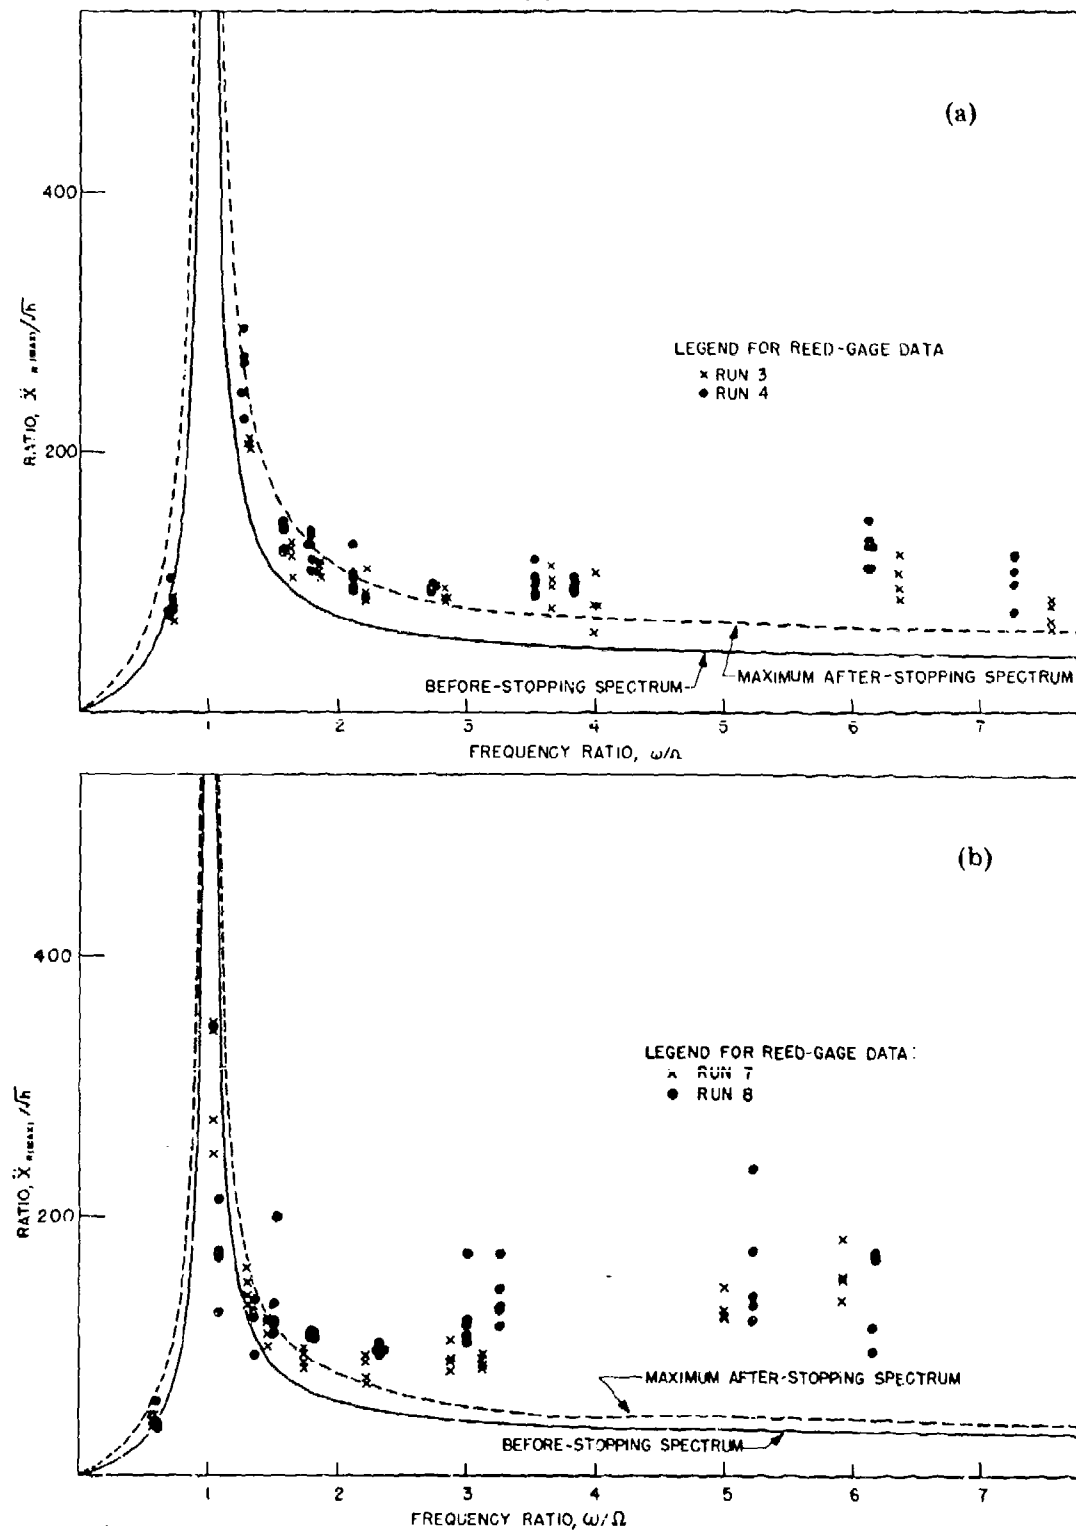 (a)
400
200
RATIO, Ẍ R(MAX)/√h
LEGEND FOR REED-GAGE DATA
× RUN 3
● RUN 4
BEFORE-STOPPING SPECTRUM
MAXIMUM AFTER-STOPPING SPECTRUM
1 2 3 4 5 6 7
FREQUENCY RATIO, ω/Ω
(b)
400
200
RATIO, Ẍ R(MAX)/√h
LEGEND FOR REED-GAGE DATA:
× RUN 7
● RUN 8
MAXIMUM AFTER-STOPPING SPECTRUM
BEFORE-STOPPING SPECTRUM
1 2 3 4 5 6 7
FREQUENCY RATIO, ω/Ω